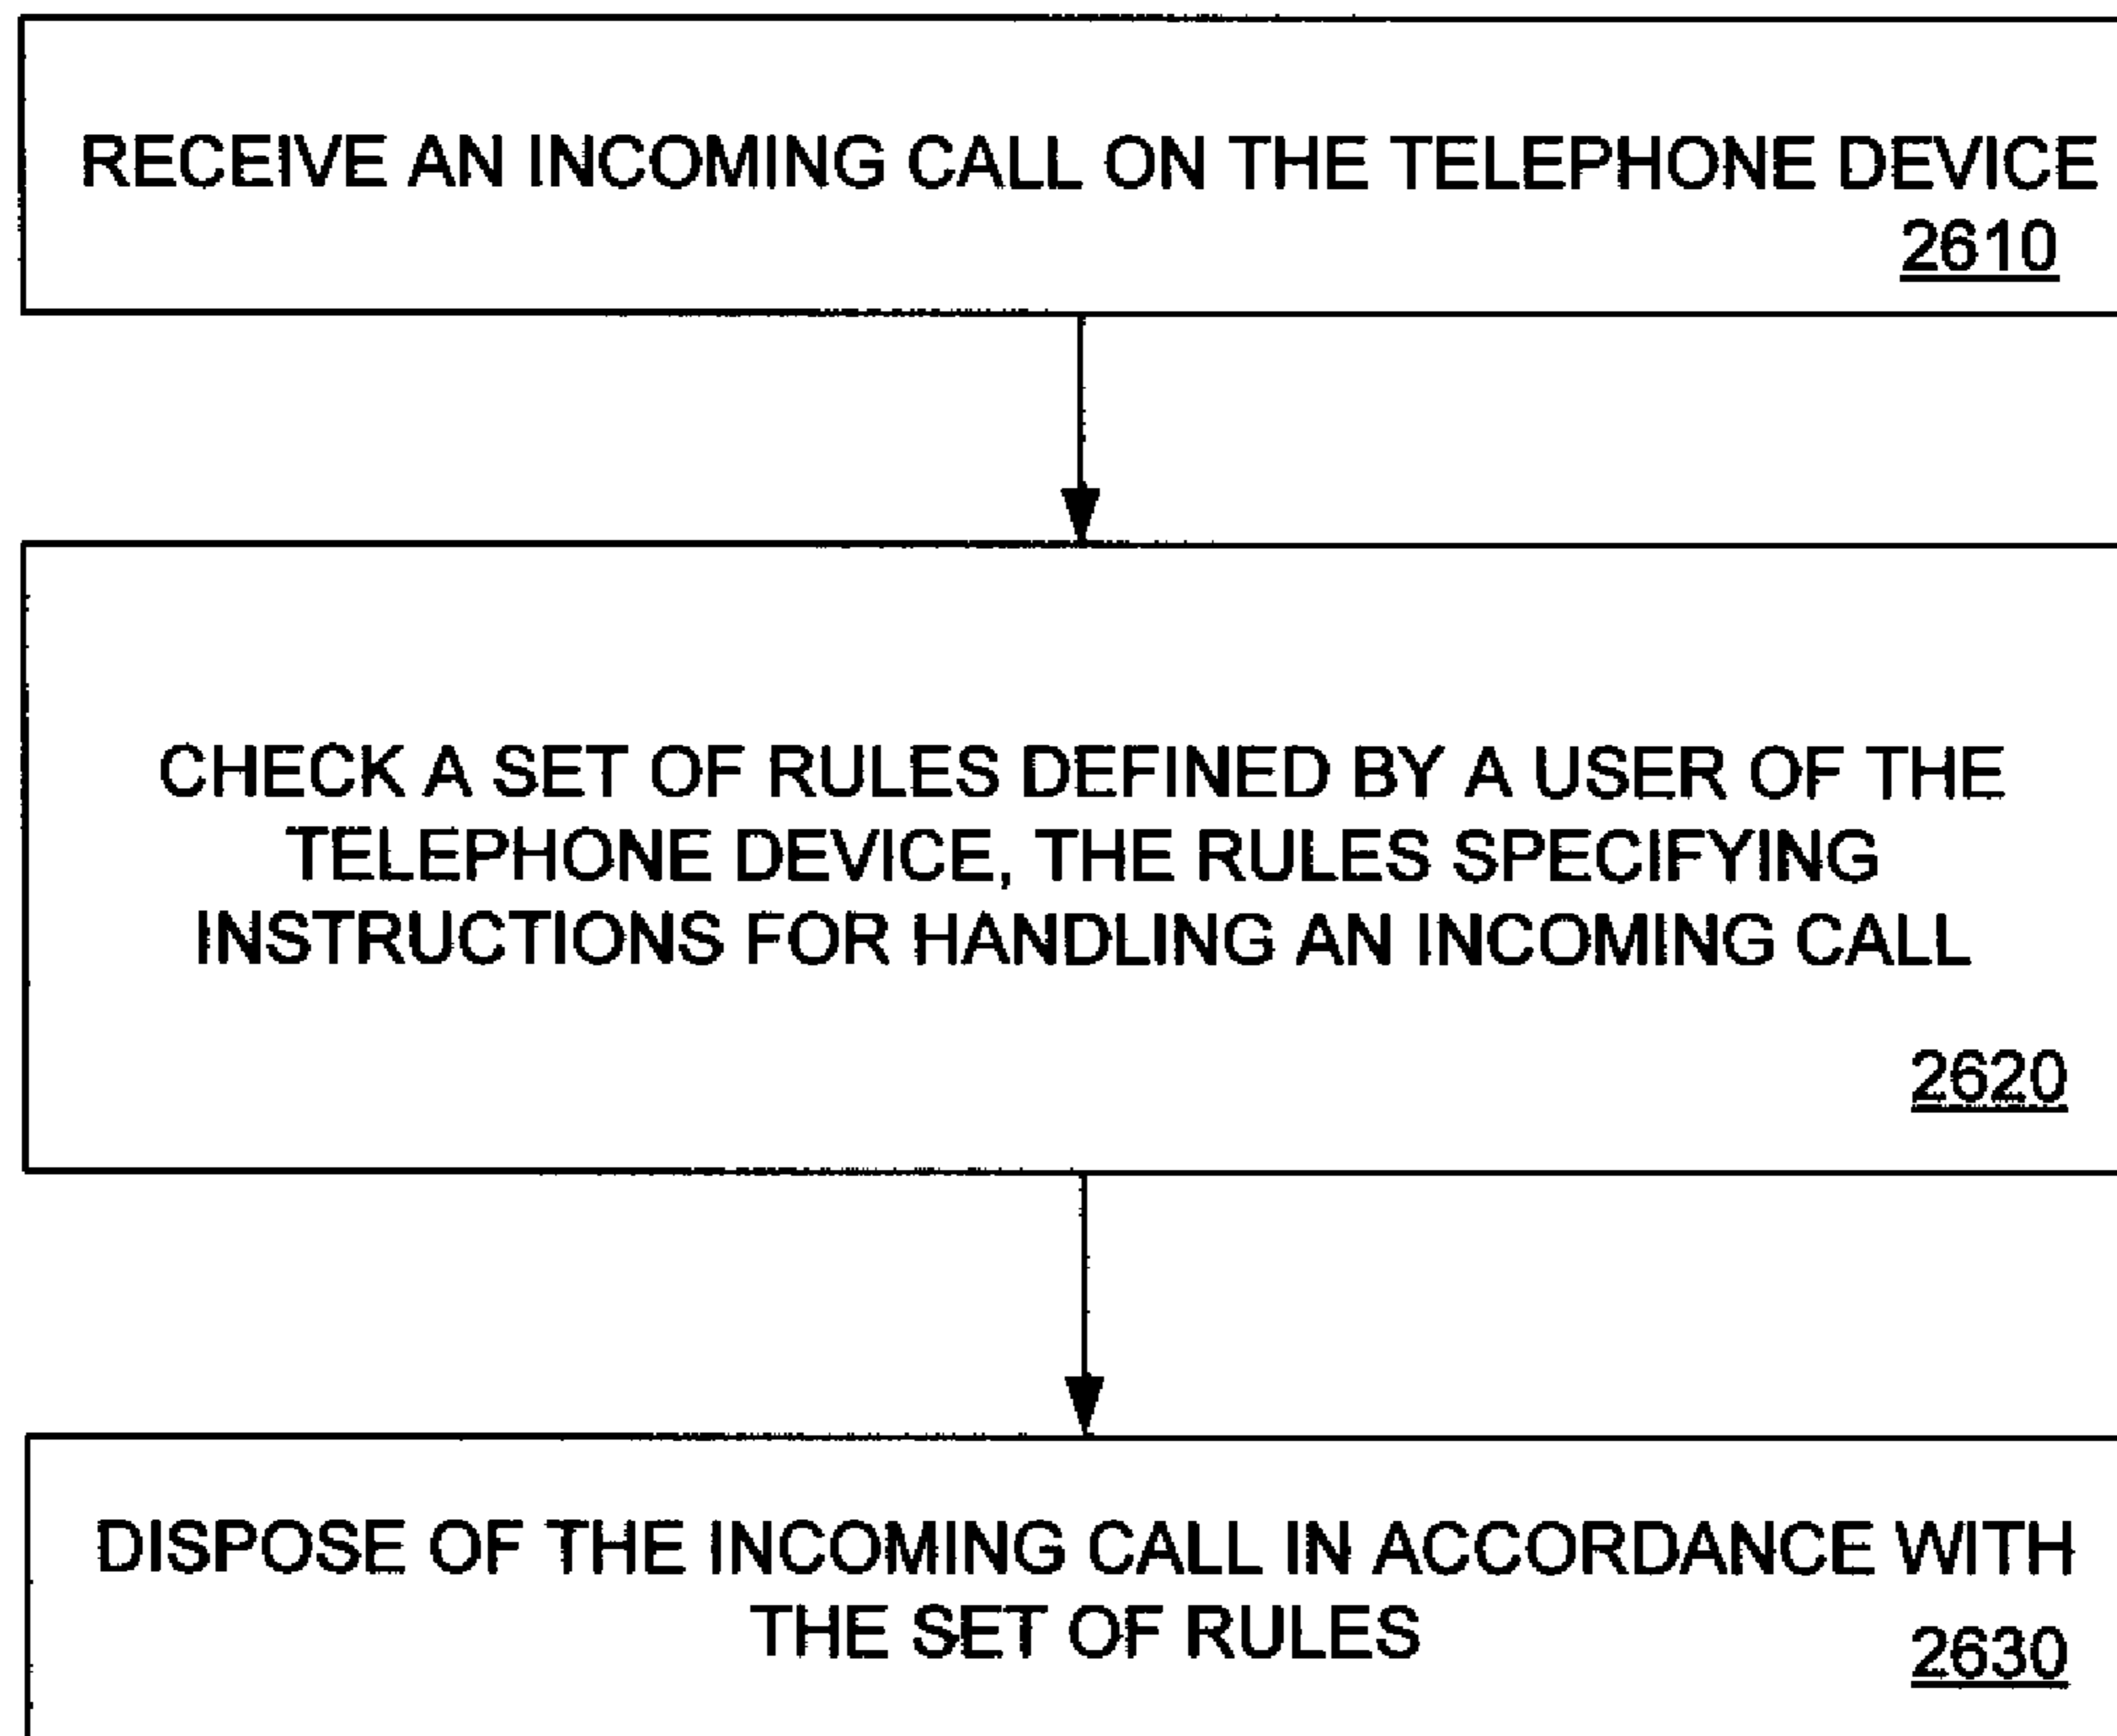 RECEIVE AN INCOMING CALL ON THE TELEPHONE DEVICE
2610
CHECK A SET OF RULES DEFINED BY A USER OF THE
TELEPHONE DEVICE, THE RULES SPECIFYING
INSTRUCTIONS FOR HANDLING AN INCOMING CALL
2620
DISPOSE OF THE INCOMING CALL IN ACCORDANCE WITH
THE SET OF RULES
2630